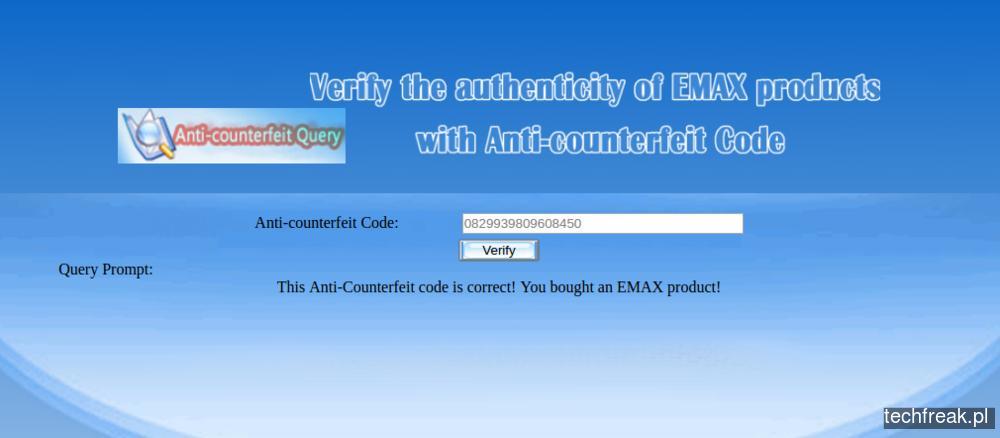 Verify the authenticity of EMAX products
with Anti-counterfeit Code
Anti-counterfeit Query
Anti-counterfeit Code: 0829939809608450
Verify
Query Prompt:
This Anti-Counterfeit code is correct! You bought an EMAX product!
techfreak.pl